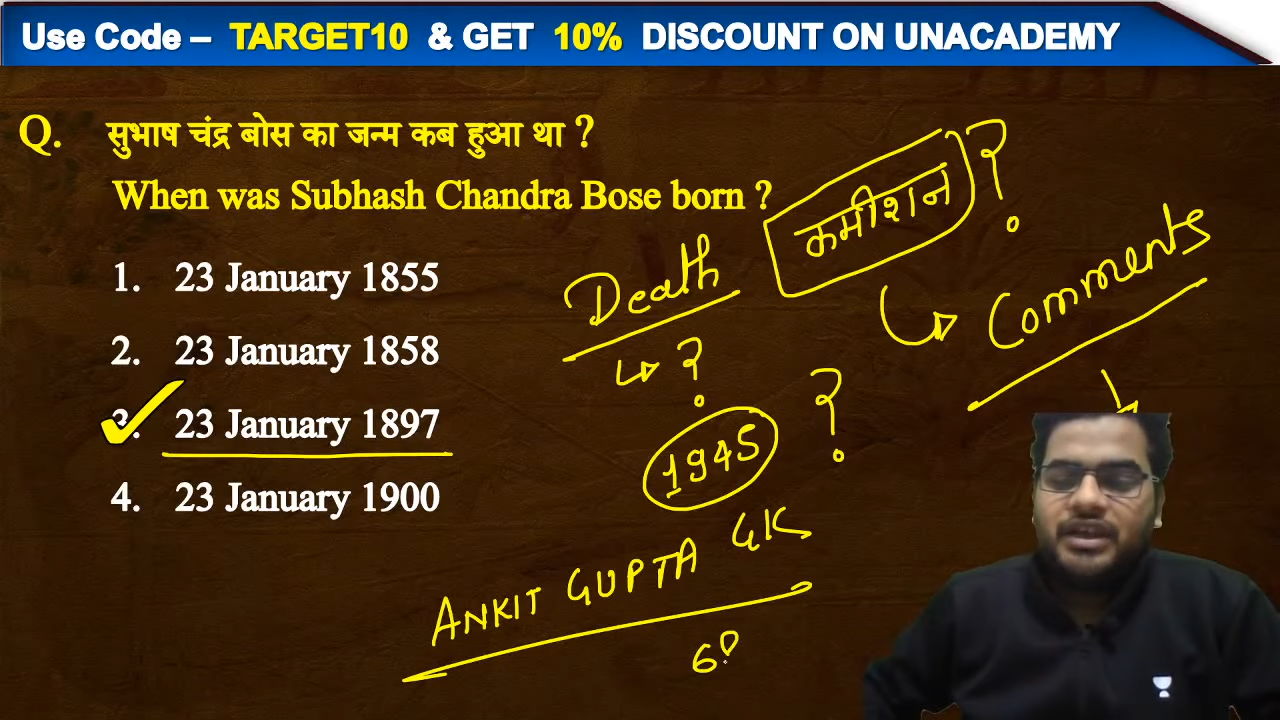 Use Code – TARGET10 & GET 10% DISCOUNT ON UNACADEMY
Q. सुभाष चंद्र बोस का जन्म कब हुआ था ?
When was Subhash Chandra Bose born ?
1. 23 January 1855
2. 23 January 1858
3. 23 January 1897
4. 23 January 1900
कमीशन ?
Death
?
Comments
1945 ?
ANKIT GUPTA GK